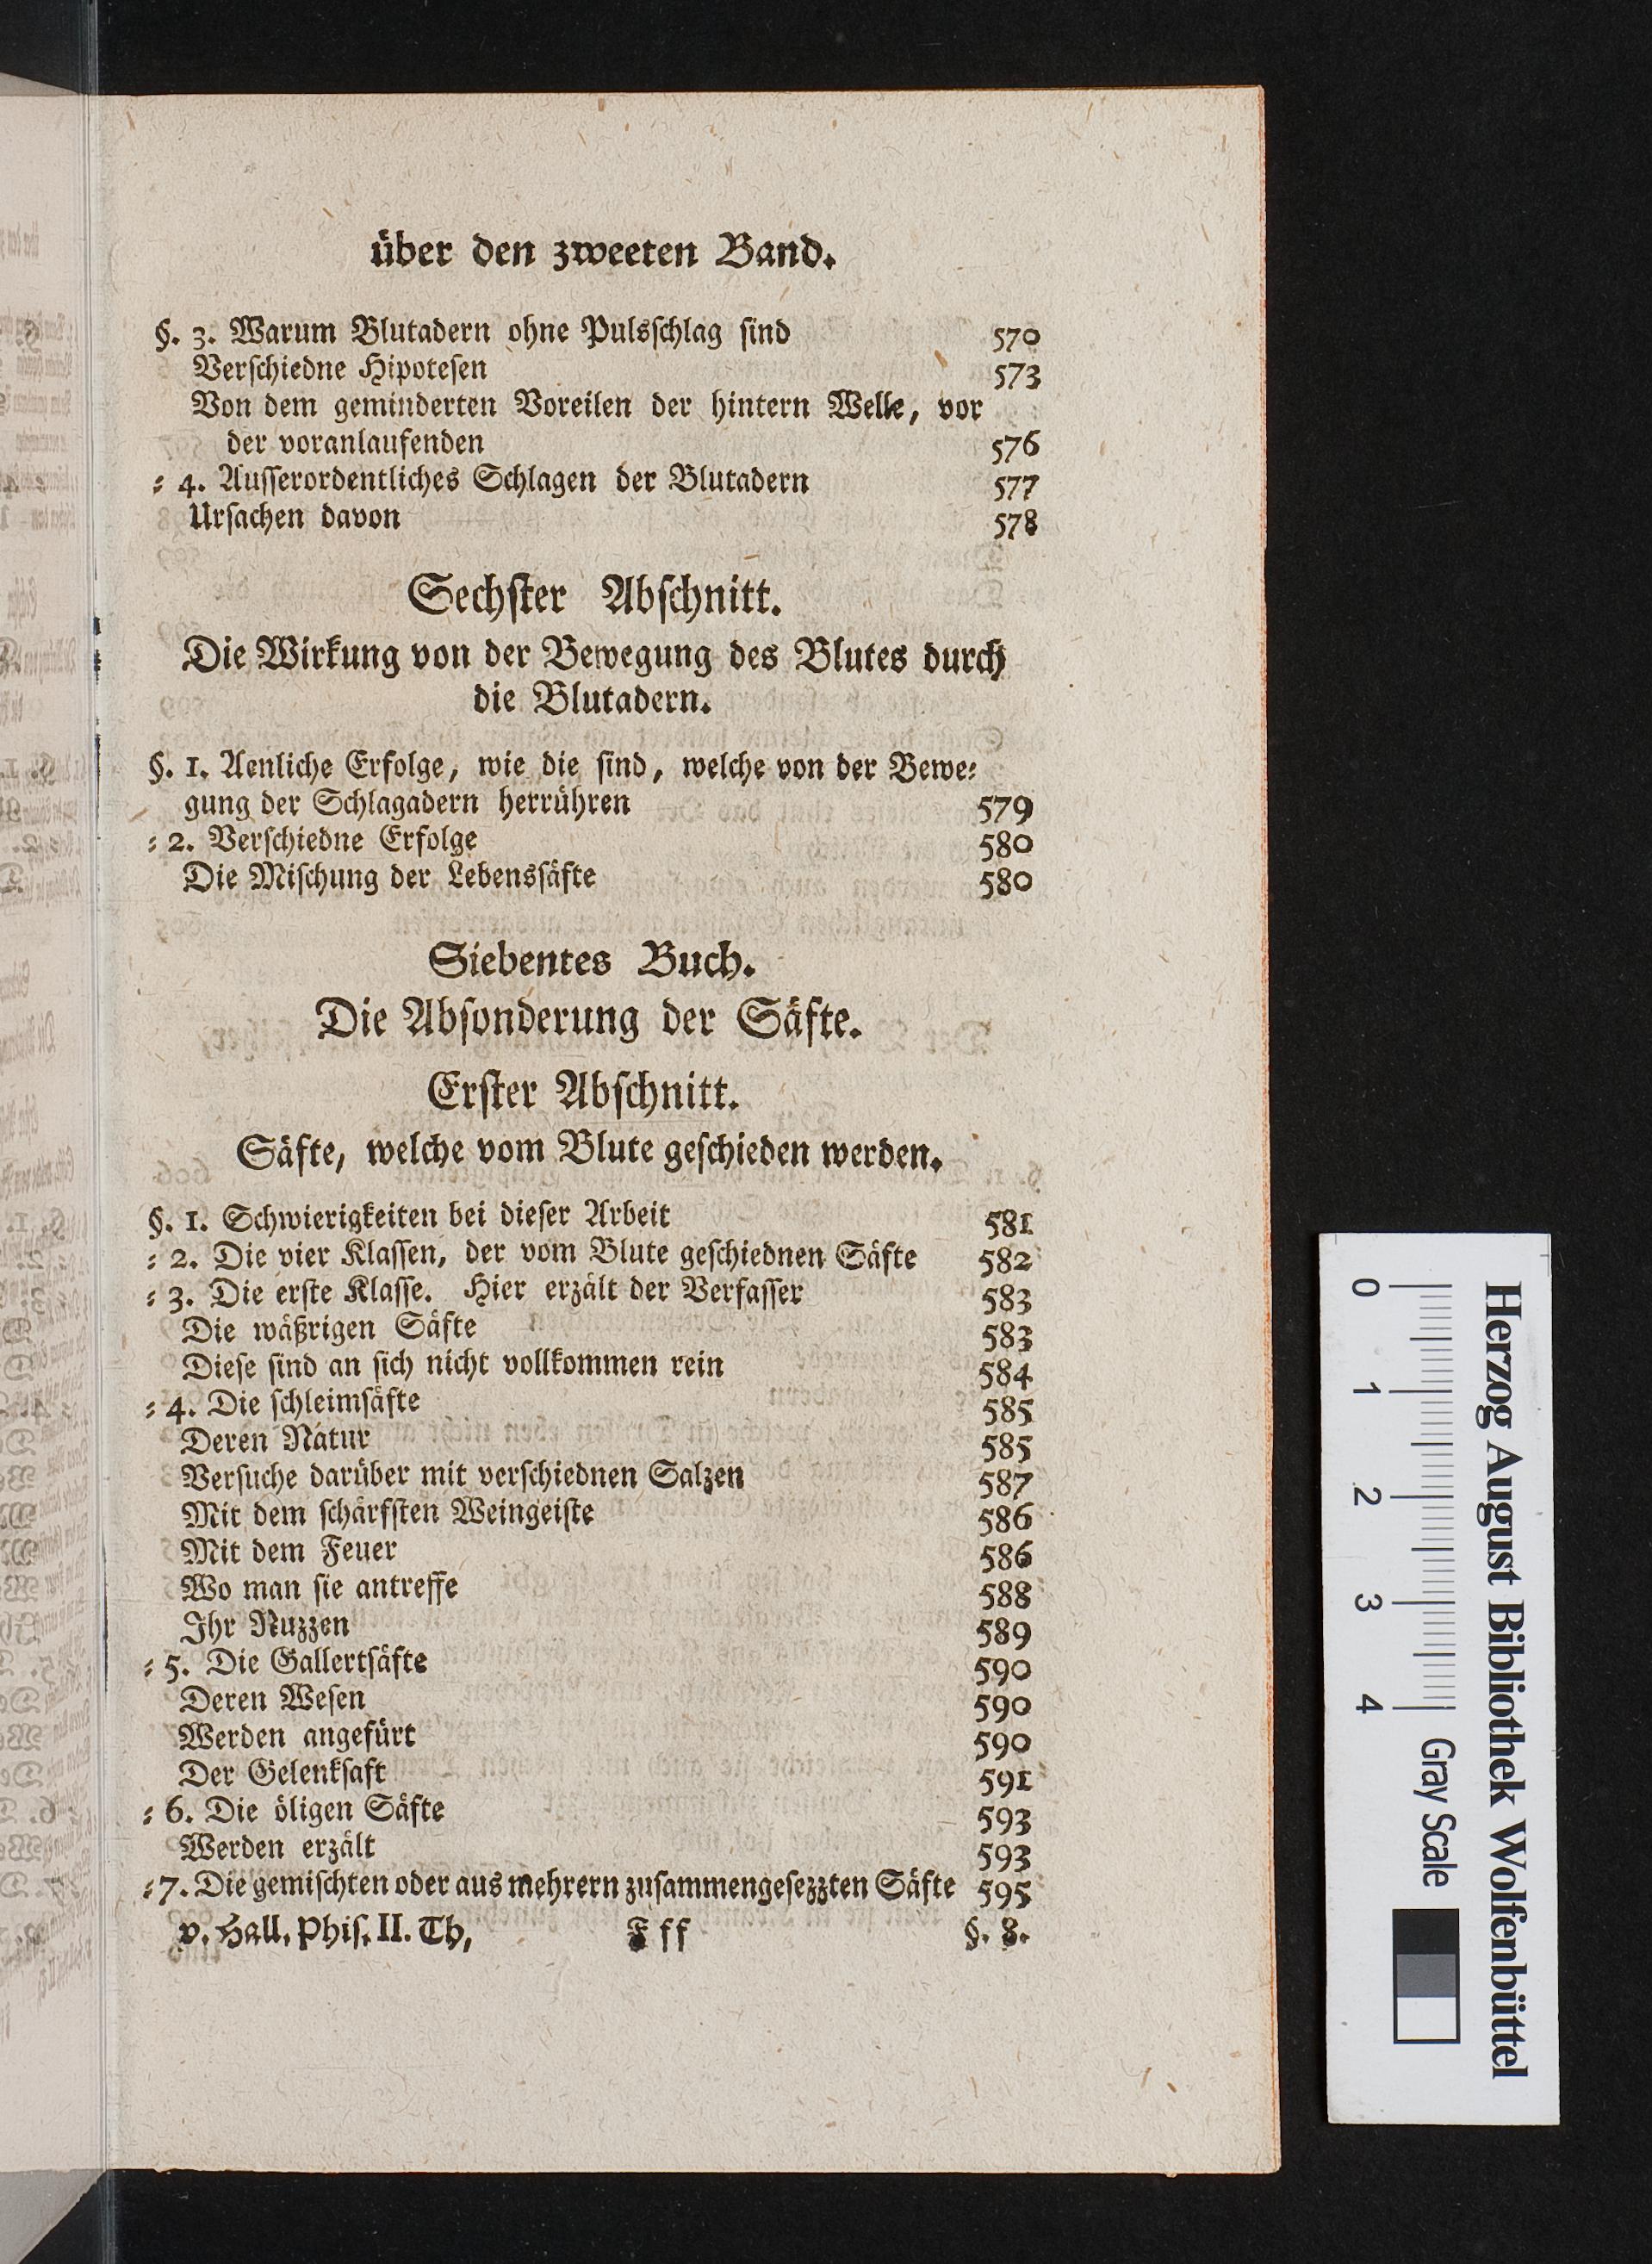 über den zweeten Band.
§. 3. Warum Blutadern ohne Pulsſchlag ſind 570
Verſchiedne Hipoteſen 573
Von dem geminderten Voreilen der hintern Welle, vor
der voranlaufenden 576
⸗ 4. Auſſerordentliches Schlagen der Blutadern 577
Urſachen davon 578
Sechſter Abſchnitt.
Die Wirkung von der Bewegung des Blutes durch
die Blutadern.
§. 1. Aenliche Erfolge, wie die ſind, welche von der Bewe⸗
gung der Schlagadern herrühren 579
⸗ 2. Verſchiedne Erfolge 580
Die Miſchung der Lebensſäfte 580
Siebentes Buch.
Die Abſonderung der Säfte.
Erſter Abſchnitt.
Säfte, welche vom Blute geſchieden werden.
§. 1. Schwierigkeiten bei dieſer Arbeit 581
⸗ 2. Die vier Klaſſen, der vom Blute geſchiednen Säfte 582
⸗ 3. Die erſte Klaſſe. Hier erzält der Verfaſſer 583
Die wäßrigen Säfte 583
Dieſe ſind an ſich nicht vollkommen rein 584
⸗ 4. Die ſchleimſäfte 585
Deren Natur 585
Verſuche darüber mit verſchiednen Salzen 587
Mit dem ſchärfſten Weingeiſte 586
Mit dem Feuer 586
Wo man ſie antreffe 588
Ihr Nuzzen 589
⸗ 5. Die Gallertſäfte 590
Deren Weſen 590
Werden angefürt 590
Der Gelenkſaft 591
⸗ 6. Die öligen Säfte 593
Werden erzält 593
⸗ 7. Die gemiſchten oder aus mehrern zuſammengeſezzten Säfte 595
v. Hall. Phiſ. II. Th, F ff §. 8.
Herzog August Bibliothek Wolfenbüttel
0 1 2 3 4 Gray Scale